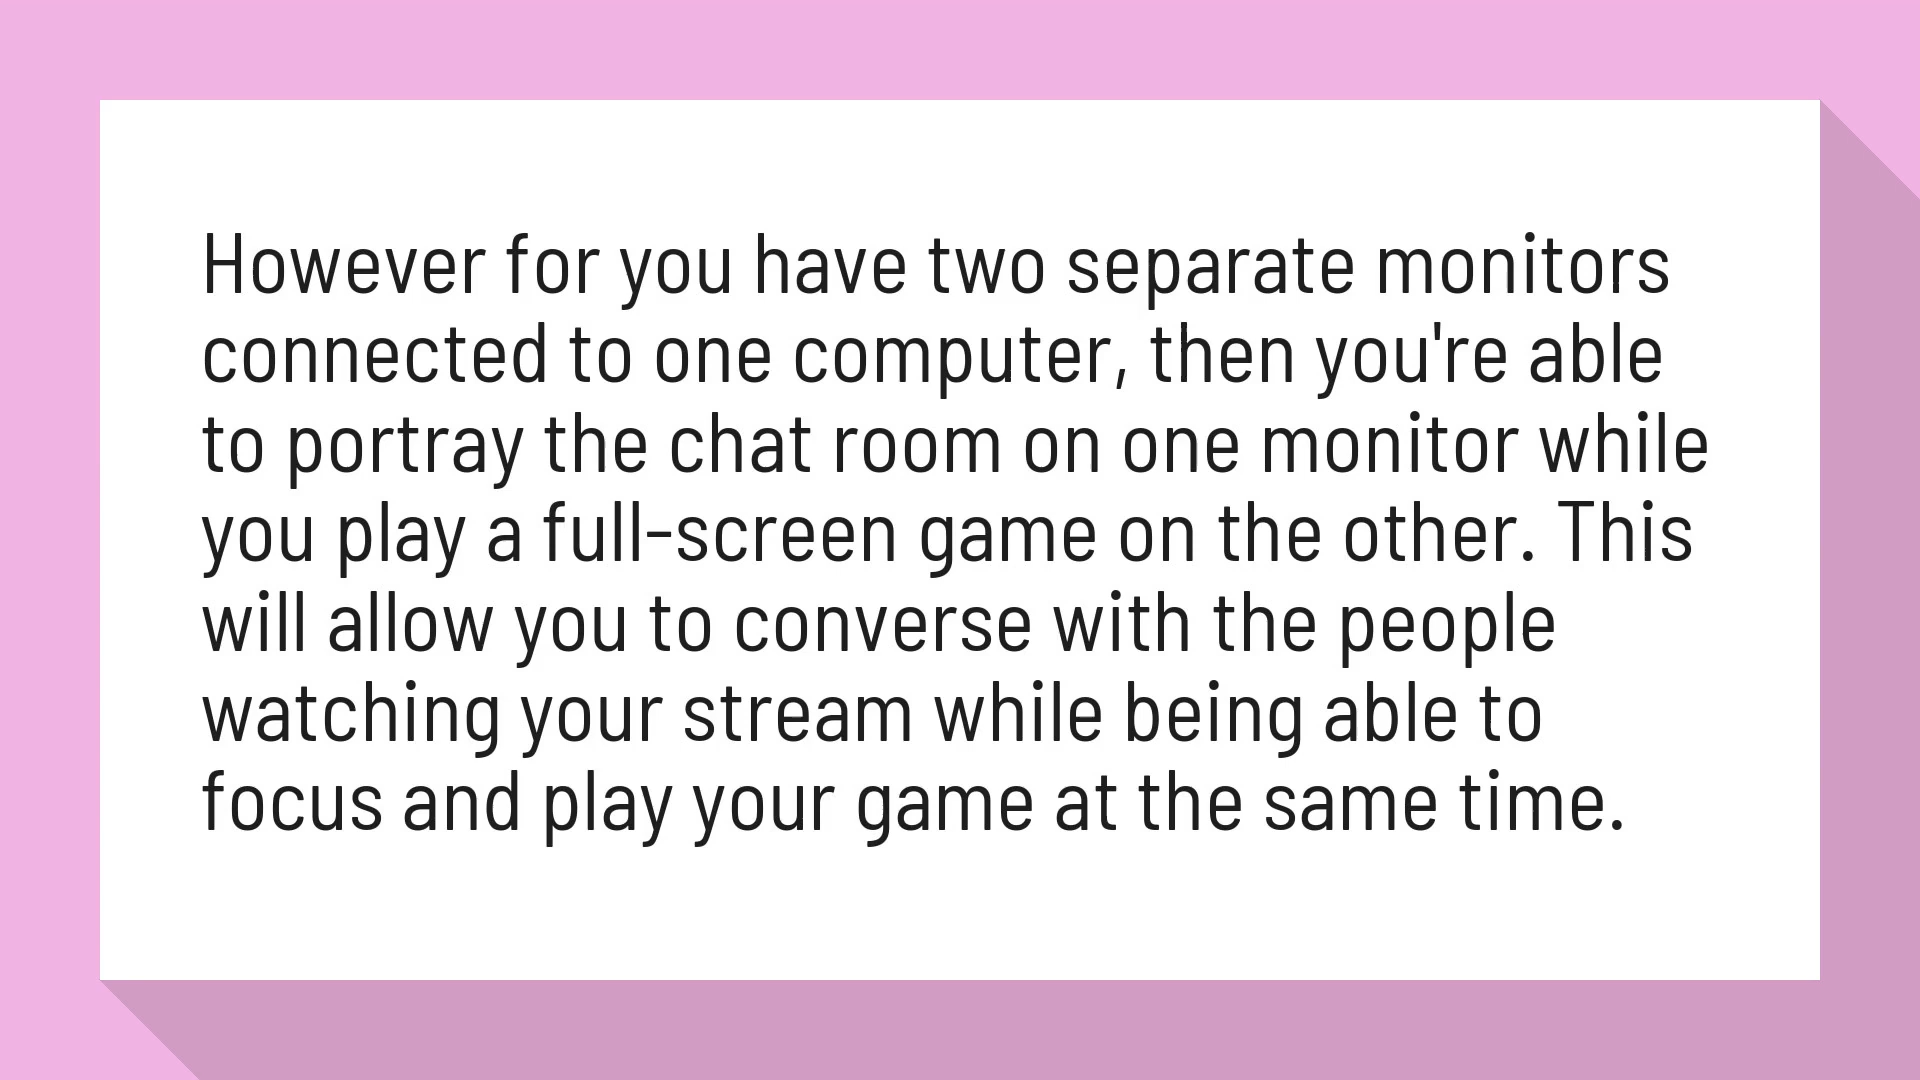 However for you have two separate monitors
connected to one computer, then you're able
to portray the chat room on one monitor while
you play a full-screen game on the other. This
will allow you to converse with the people
watching your stream while being able to
focus and play your game at the same time.